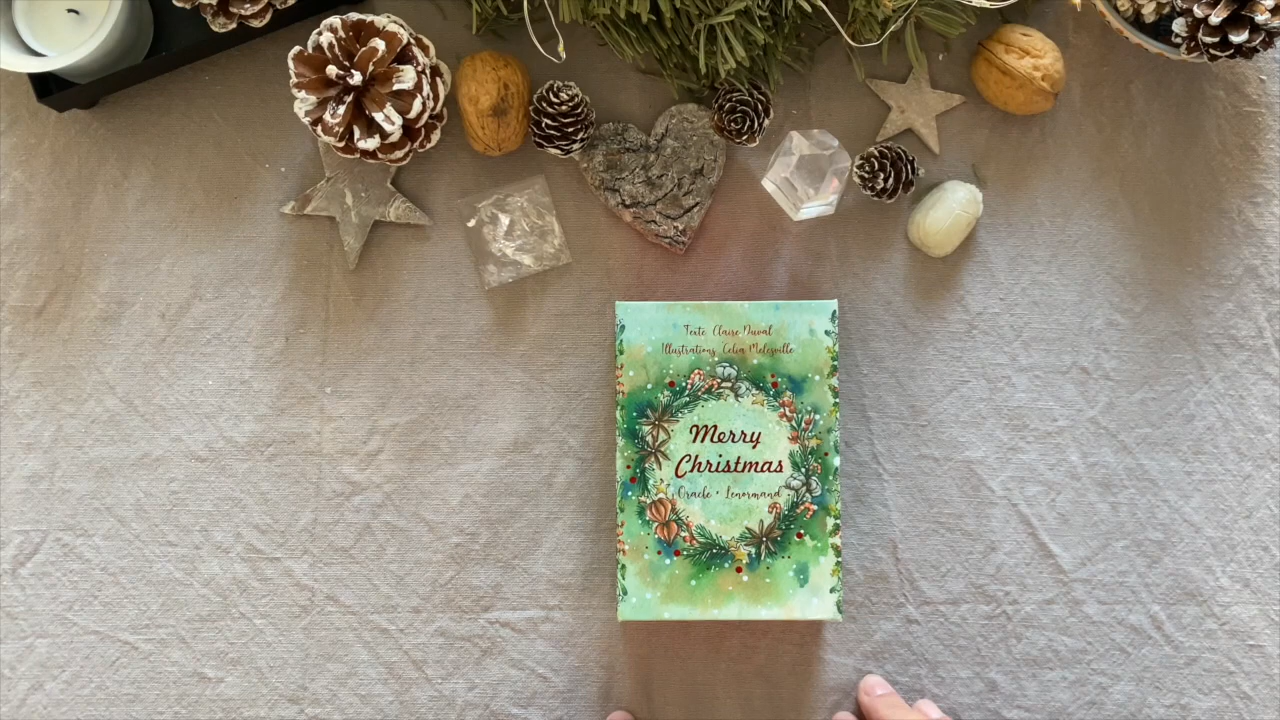 Texte Claire Duval
Illustrations Celia Melesville
Merry
Christmas
Oracle • Lenormand